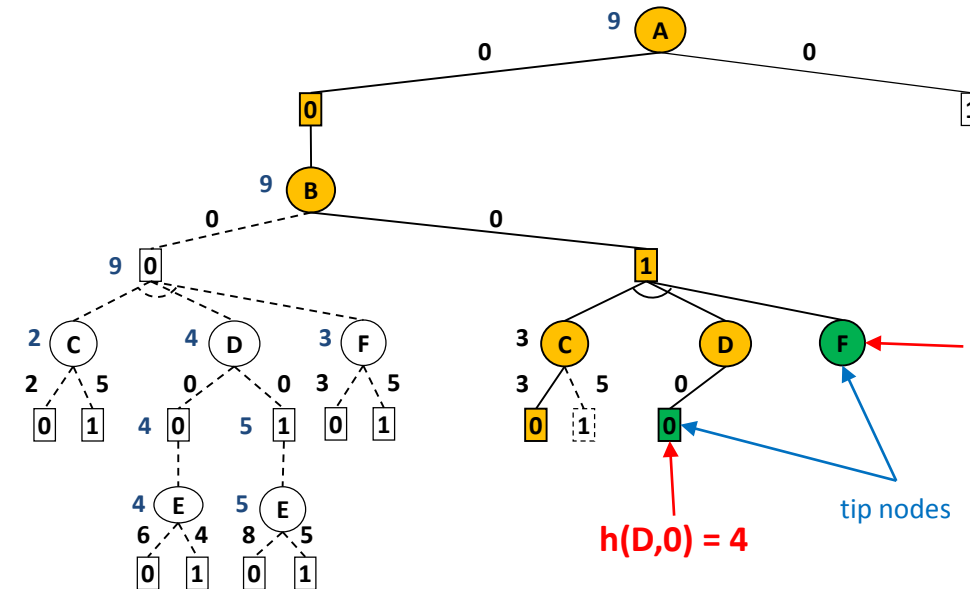 9 A
0 0
0 1
9 B
0 0
9 0 1
2 C 4 D 3 F 3 C D F
2 5 0 0 3 5 3 5 0
0 1 4 0 5 1 0 1 0 1 0
4 E 5 E
tip nodes
6 4 8 5
h(D,0) = 4
0 1 0 1